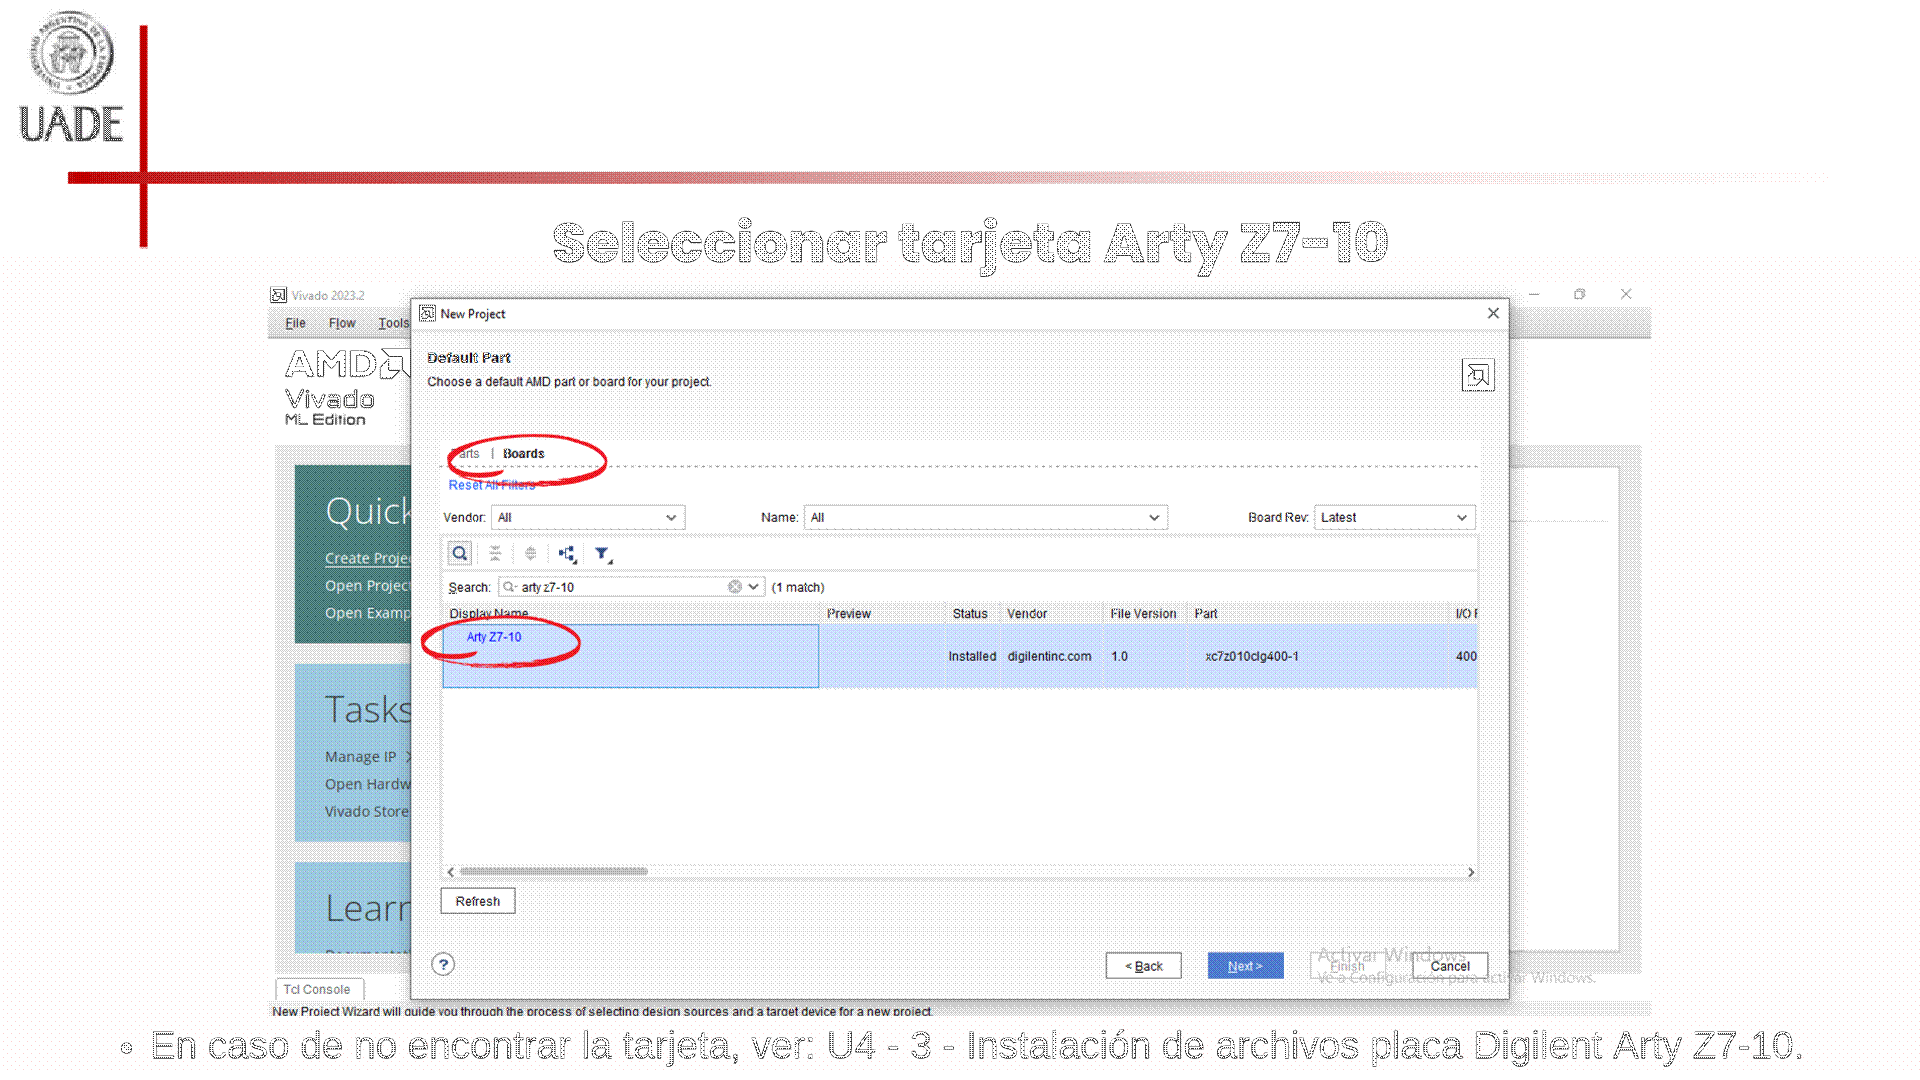 UADE
Seleccionar tarjeta Arty Z7-10
Vivado 2023.2
File Flow Tools
New Project
AMD
Vivado
ML Edition
Default Part
Choose a default AMD part or board for your project.
Parts | Boards
Reset All Filters
Vendor: All Name: All Board Rev: Latest
Search: arty z7-10 (1 match)
Display Name Preview Status Vendor File Version Part I/O
Arty Z7-10
Installed digilentinc.com 1.0 xc7z010clg400-1 400
Quick
Create Proje
Open Project
Open Examp
Tasks
Manage IP
Open Hardw
Vivado Store
Learn
Refresh
? < Back Next > Finish Cancel
Activar Windows
Ve a Configuración para activar Windows.
Tcl Console
New Project Wizard will guide you through the process of selecting design sources and a target device for a new project.
• En caso de no encontrar la tarjeta, ver: U4 - 3 - Instalación de archivos placa Digilent Arty Z7-10.